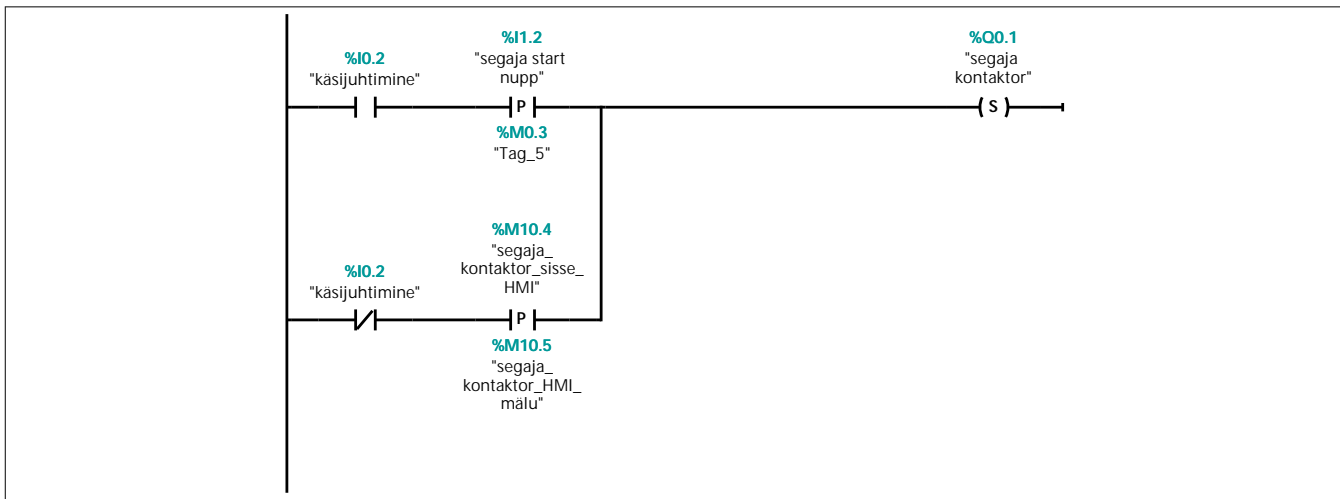 %I0.2
"käsijuhtimine"
%I1.2
"segaja start
nupp"
P
%M0.3
"Tag_5"
%Q0.1
"segaja
kontaktor"
S
%I0.2
"käsijuhtimine"
%M10.4
"segaja_
kontaktor_sisse_
HMI"
P
%M10.5
"segaja_
kontaktor_HMI_
mälu"